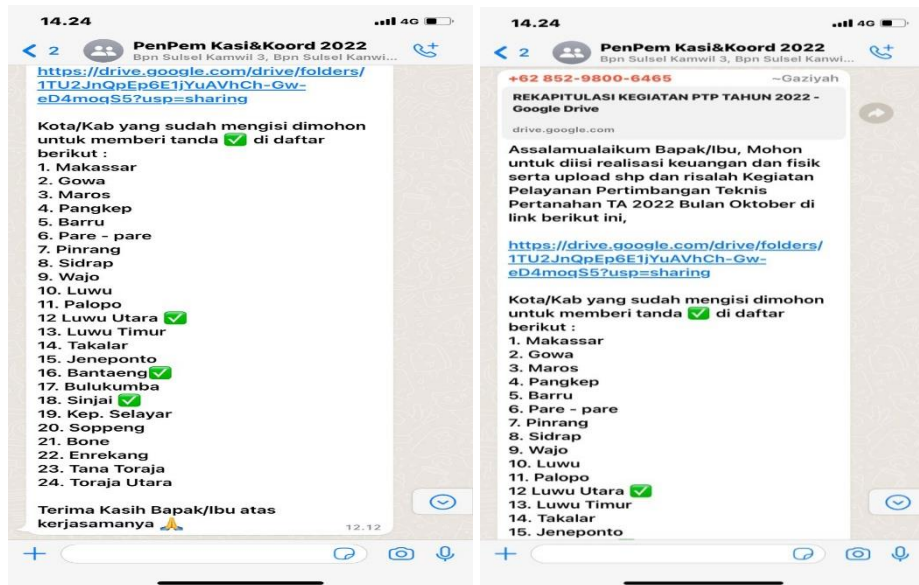 14.24
4G
2
PenPem Kasi&Koord 2022
Bpn Sulsel Kamwil 3, Bpn Sulsel Kanwi...
https://drive.google.com/drive/folders/
1TU2JnQpEp6E1jYuAVhCh-Gw-
eD4moqS5?usp=sharing
Kota/Kab yang sudah mengisi dimohon
untuk memberi tanda ✅ di daftar
berikut :
1. Makassar
2. Gowa
3. Maros
4. Pangkep
5. Barru
6. Pare - pare
7. Pinrang
8. Sidrap
9. Wajo
10. Luwu
11. Palopo
12 Luwu Utara ✅
13. Luwu Timur
14. Takalar
15. Jeneponto
16. Bantaeng✅
17. Bulukumba
18. Sinjai ✅
19. Kep. Selayar
20. Soppeng
21. Bone
22. Enrekang
23. Tana Toraja
24. Toraja Utara
Terima Kasih Bapak/Ibu atas
kerjasamanya 🙏
12.12
14.24
4G
2
PenPem Kasi&Koord 2022
Bpn Sulsel Kamwil 3, Bpn Sulsel Kanwi...
+62 852-9800-6465 ~Gaziyah
REKAPITULASI KEGIATAN PTP TAHUN 2022 -
Google Drive
drive.google.com
Assalamualaikum Bapak/Ibu, Mohon
untuk diisi realisasi keuangan dan fisik
serta upload shp dan risalah Kegiatan
Pelayanan Pertimbangan Teknis
Pertanahan TA 2022 Bulan Oktober di
link berikut ini,
https://drive.google.com/drive/folders/
1TU2JnQpEp6E1jYuAVhCh-Gw-
eD4moqS5?usp=sharing
Kota/Kab yang sudah mengisi dimohon
untuk memberi tanda ✅ di daftar
berikut :
1. Makassar
2. Gowa
3. Maros
4. Pangkep
5. Barru
6. Pare - pare
7. Pinrang
8. Sidrap
9. Wajo
10. Luwu
11. Palopo
12 Luwu Utara ✅
13. Luwu Timur
14. Takalar
15. Jeneponto